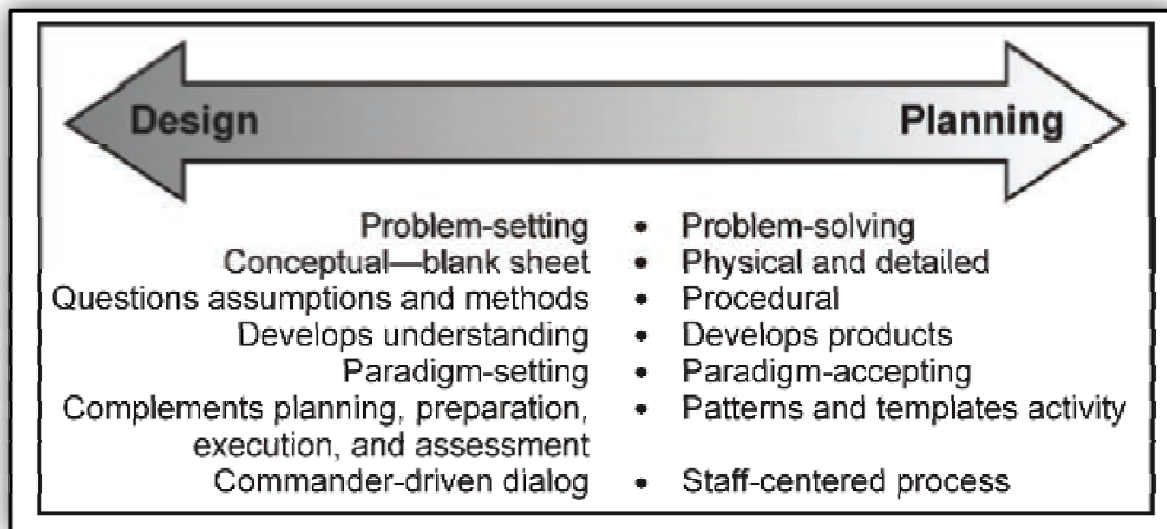 Design Planning
Problem-setting • Problem-solving
Conceptual—blank sheet • Physical and detailed
Questions assumptions and methods • Procedural
Develops understanding • Develops products
Paradigm-setting • Paradigm-accepting
Complements planning, preparation, • Patterns and templates activity
execution, and assessment
Commander-driven dialog • Staff-centered process